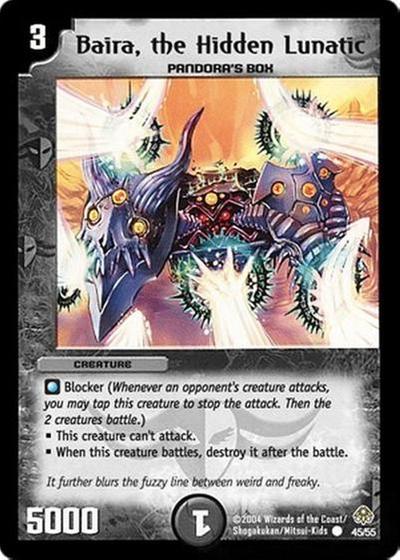 3
Baira, the Hidden Lunatic
PANDORA'S BOX
CREATURE
Blocker (Whenever an opponent's creature attacks,
you may tap this creature to stop the attack. Then the
2 creatures battle.)
▪ This creature can't attack.
▪ When this creature battles, destroy it after the battle.
It further blurs the fuzzy line between weird and freaky.
5000
1
©2004 Wizards of the Coast/
Shogakukan/Mitsui-Kids
45/55